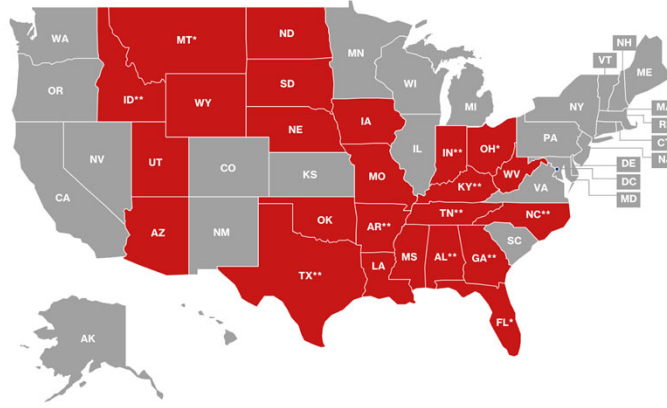 WA
MT*
ND
MN
VT
NH
ME
OR
ID**
SD
WI
MI
NY
WY
IA
PA
NE
NV
UT
CO
IL
IN**
OH*
DE
CA
KS
MO
WV
VA
DC
KY**
MD
AZ
NM
OK
AR**
TN**
NC**
SC
TX**
LA
MS
AL**
GA**
FL*
AK